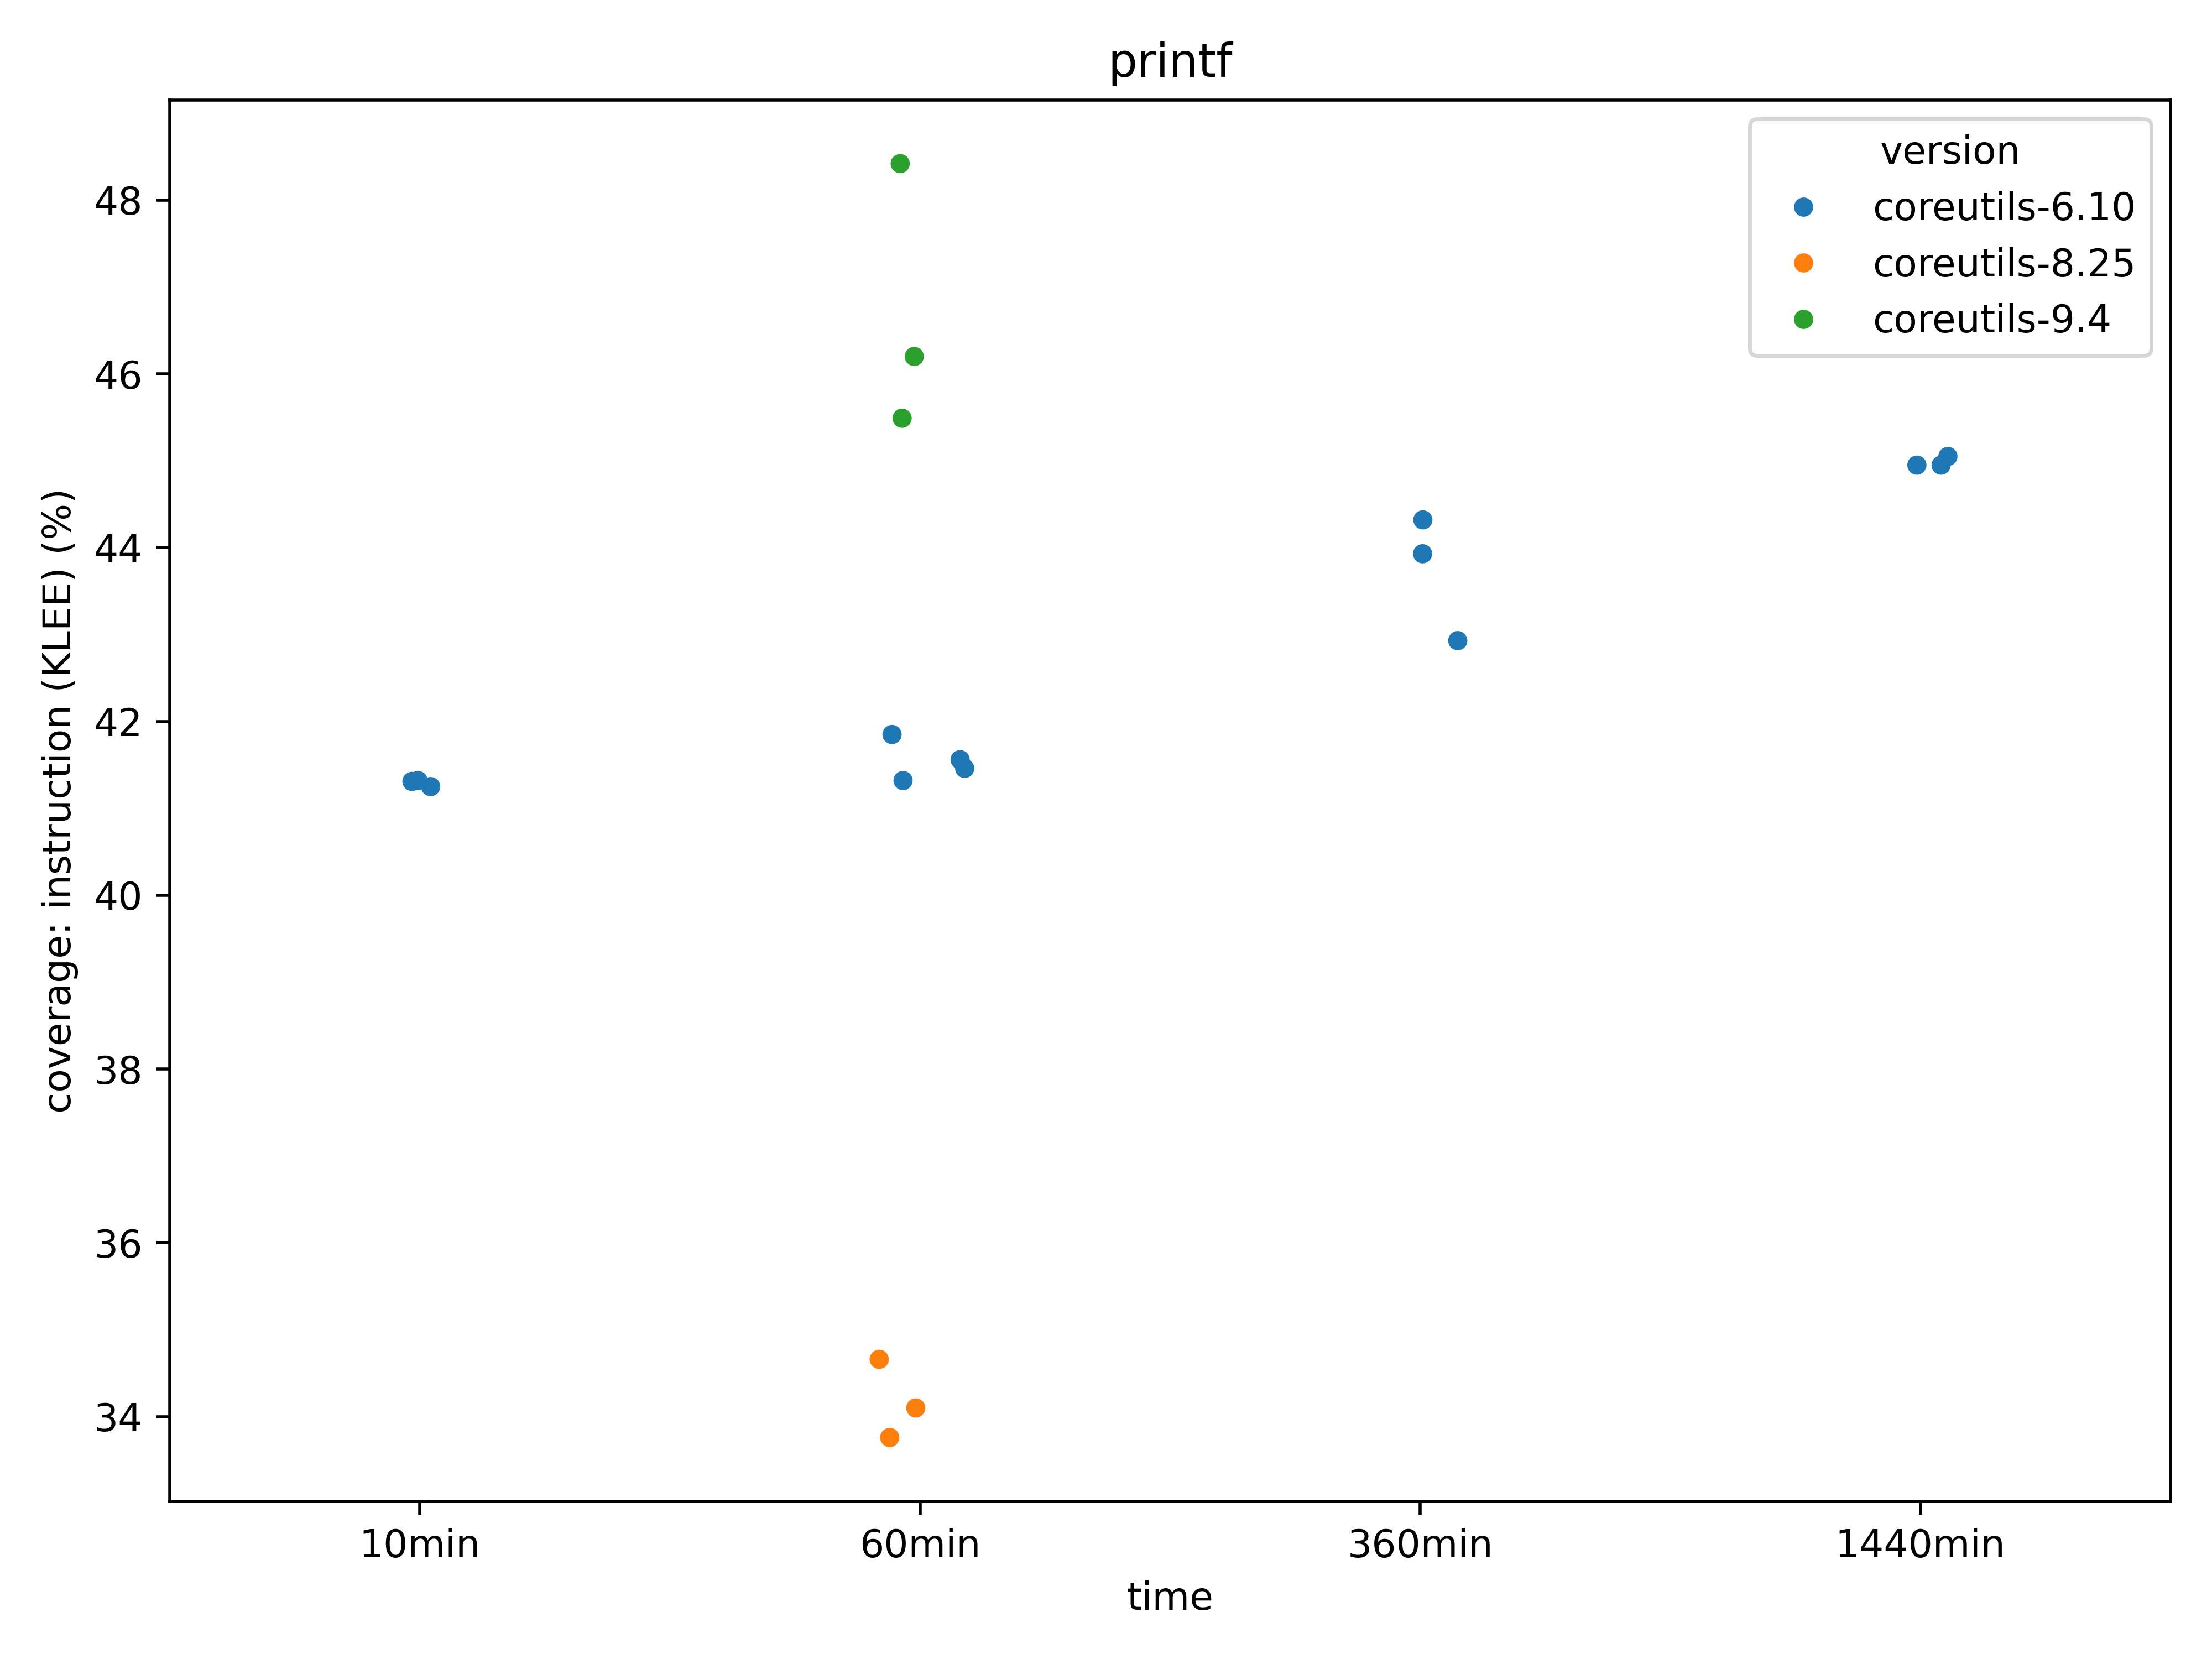 printf
version
coreutils-6.10
coreutils-8.25
coreutils-9.4
coverage: instruction (KLEE) (%)
48
46
44
42
40
38
36
34
10min
60min
360min
1440min
time